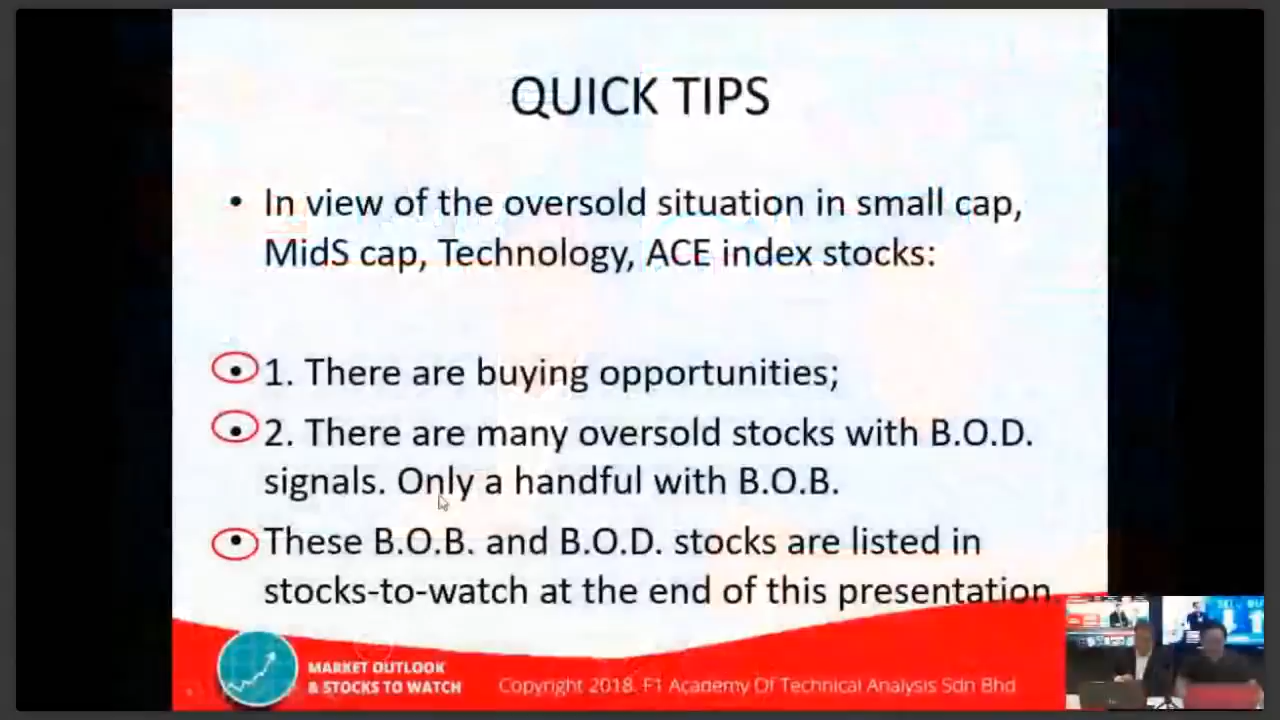 QUICK TIPS
• In view of the oversold situation in small cap,
MidS cap, Technology, ACE index stocks:
• 1. There are buying opportunities;
• 2. There are many oversold stocks with B.O.D.
signals. Only a handful with B.O.B.
• These B.O.B. and B.O.D. stocks are listed in
stocks-to-watch at the end of this presentation.
MARKET OUTLOOK
& STOCKS TO WATCH
Copyright 2018. F1 Academy Of Technical Analysis Sdn Bhd